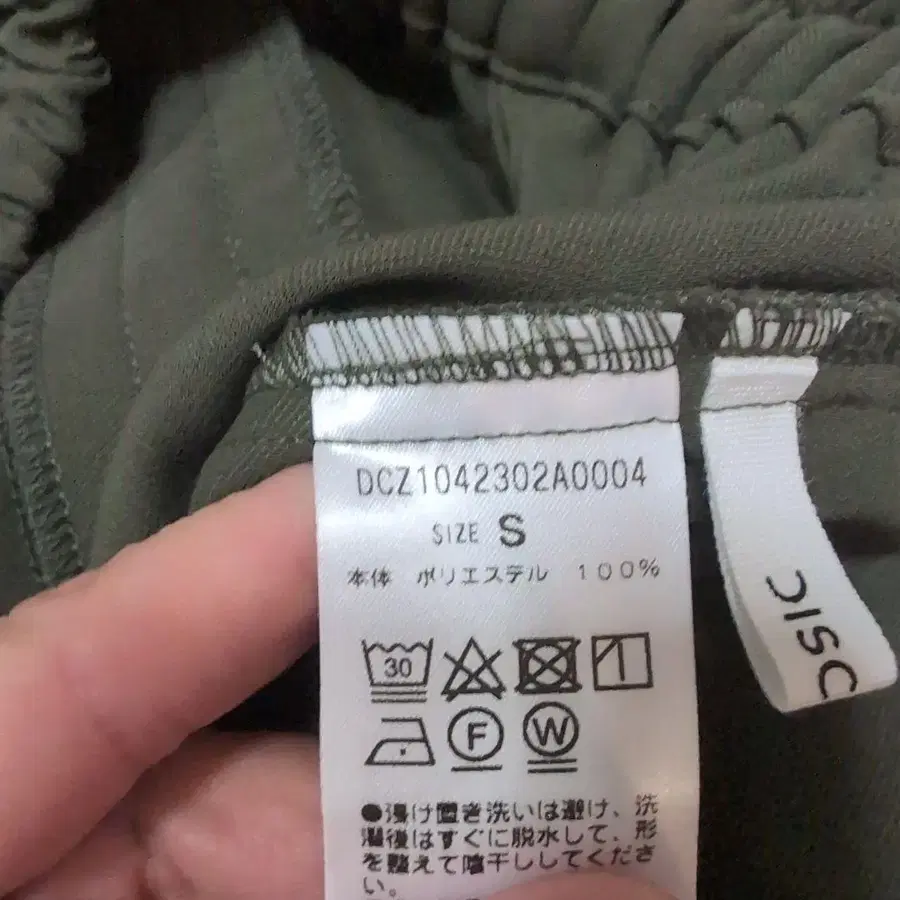 DCZ1042302A0004
SIZE S
本体 ポリエステル 100%
30
F W
●浸け置き洗いは避け、洗
濯後はすぐに脱水して、形
を整えて陰干ししてくださ
い。